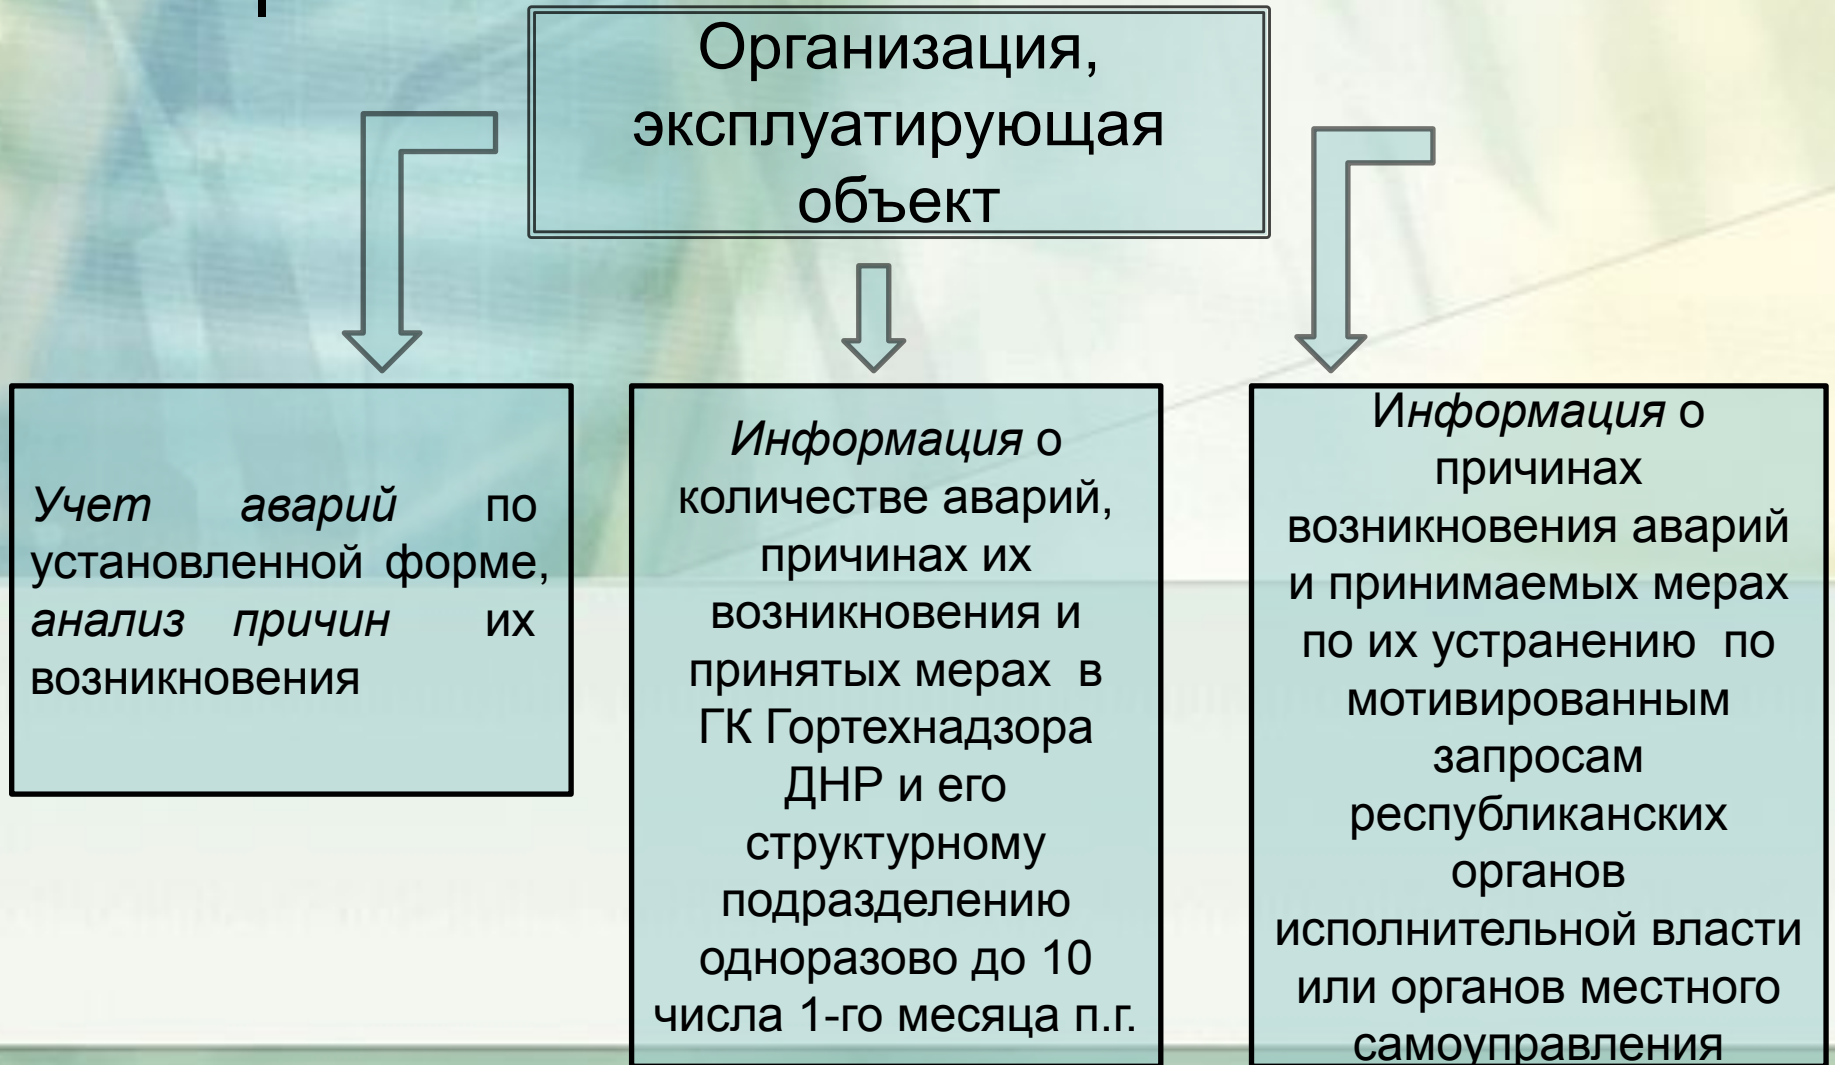 Организация,
эксплуатирующая
объект
Учет аварий по
установленной форме,
анализ причин их
возникновения
Информация о
количестве аварий,
причинах их
возникновения и
принятых мерах в
ГК Гортехнадзора
ДНР и его
структурному
подразделению
одноразово до 10
числа 1-го месяца п.г.
Информация о
причинах
возникновения аварий
и принимаемых мерах
по их устранению по
мотивированным
запросам
республиканских
органов
исполнительной власти
или органов местного
самоуправления